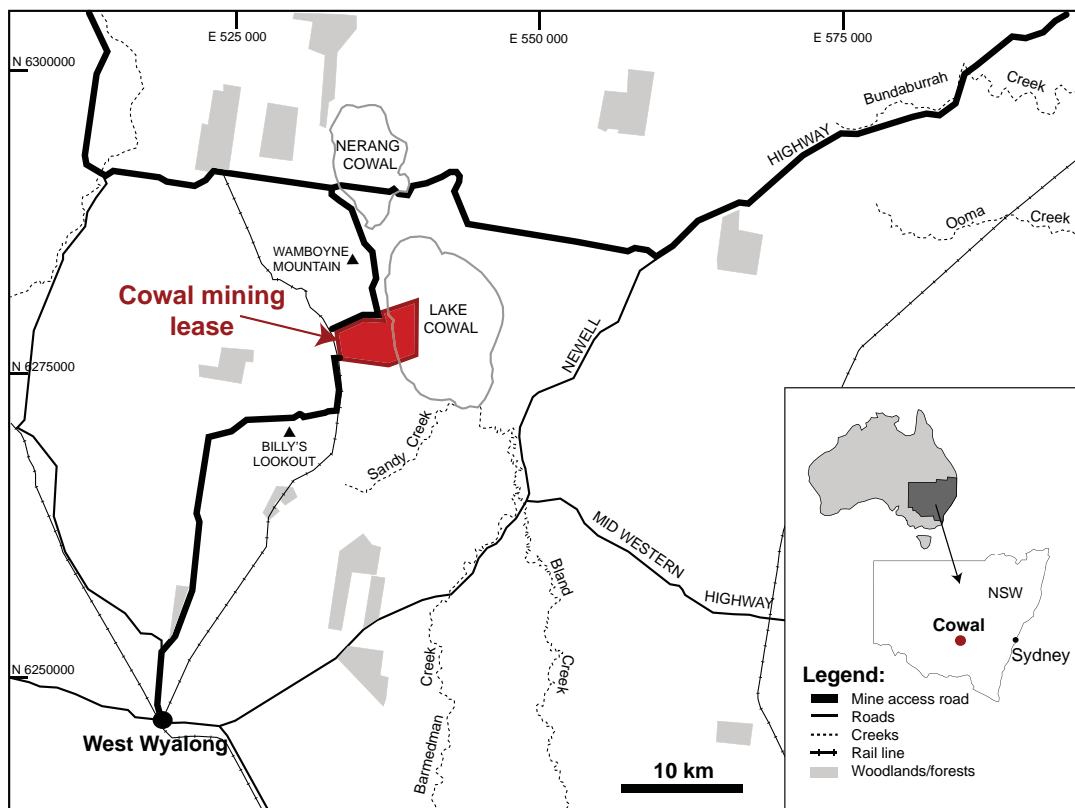 E 525 000
E 550 000
E 575 000
N 6300000
Bundaburrah
Creek
HIGHWAY
NERANG
COWAL
Ooma
Creek
WAMBOYNE
MOUNTAIN
Cowal mining
lease
LAKE
COWAL
NEWELL
N 6275000
Sandy Creek
BILLY'S
LOOKOUT
MID WESTERN
HIGHWAY
Bland
Creek
Creek
Barmedman
N 6250000
West Wyalong
10 km
NSW
Cowal
Sydney
Legend:
Mine access road
Roads
Creeks
Rail line
Woodlands/forests